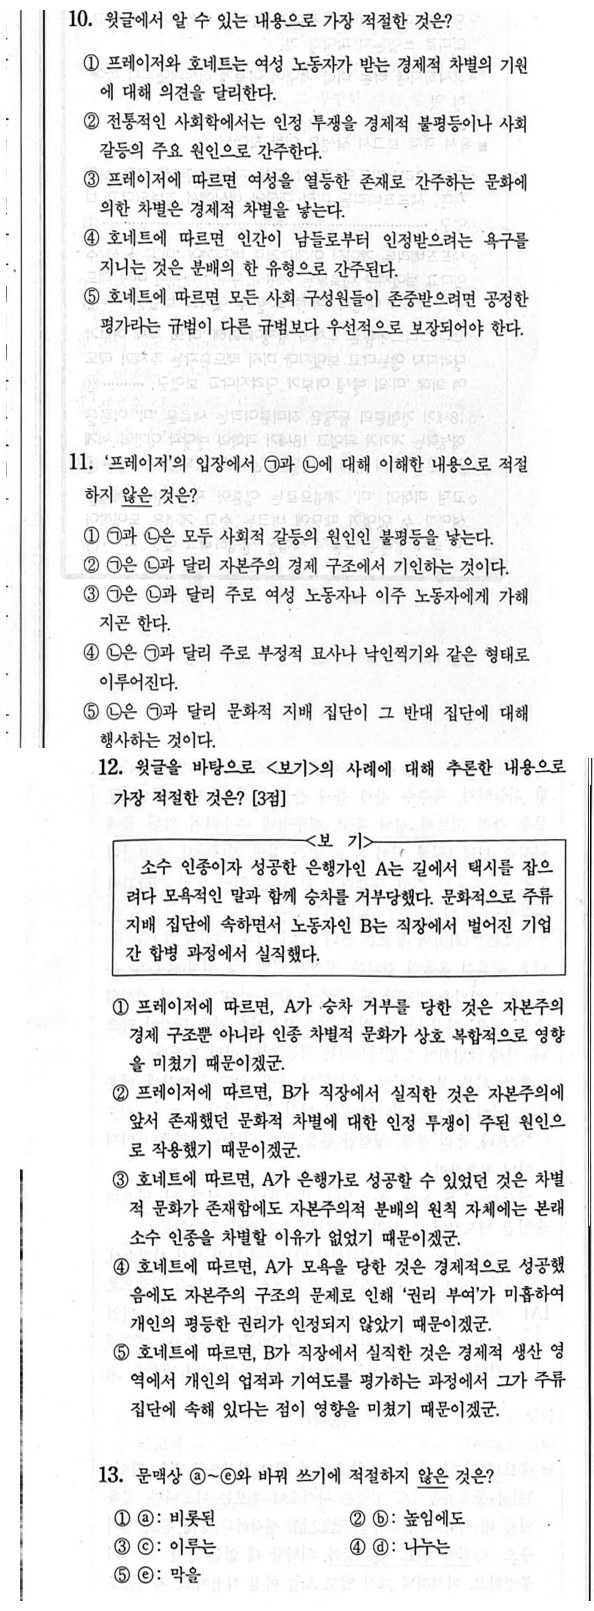 10. 윗글에서 알 수 있는 내용으로 가장 적절한 것은?
① 프레이저와 호네트는 여성 노동자가 받는 경제적 차별의 기원
에 대해 의견을 달리한다.
② 전통적인 사회학에서는 인정 투쟁을 경제적 불평등이나 사회
갈등의 주요 원인으로 간주한다.
③ 프레이저에 따르면 여성을 열등한 존재로 간주하는 문화에
의한 차별은 경제적 차별을 낳는다.
④ 호네트에 따르면 인간이 남들로부터 인정받으려는 욕구를
지니는 것은 분배의 한 유형으로 간주된다.
⑤ 호네트에 따르면 모든 사회 구성원들이 존중받으려면 공정한
평가라는 규범이 다른 규범보다 우선적으로 보장되어야 한다.
11. ‘프레이저’의 입장에서 ㉠과 ㉡에 대해 이해한 내용으로 적절
하지 않은 것은?
① ㉠과 ㉡은 모두 사회적 갈등의 원인인 불평등을 낳는다.
② ㉠은 ㉡과 달리 자본주의 경제 구조에서 기인하는 것이다.
③ ㉠은 ㉡과 달리 주로 여성 노동자나 이주 노동자에게 가해
지곤 한다.
④ ㉡은 ㉠과 달리 주로 부정적 묘사나 낙인찍기와 같은 형태로
이루어진다.
⑤ ㉡은 ㉠과 달리 문화적 지배 집단이 그 반대 집단에 대해
행사하는 것이다.
12. 윗글을 바탕으로 <보기>의 사례에 대해 추론한 내용으로
가장 적절한 것은? [3점]
<보 기>
소수 인종이자 성공한 은행가인 A는 길에서 택시를 잡으
려다 모욕적인 말과 함께 승차를 거부당했다. 문화적으로 주류
지배 집단에 속하면서 노동자인 B는 직장에서 벌어진 기업
간 합병 과정에서 실직했다.
① 프레이저에 따르면, A가 승차 거부를 당한 것은 자본주의
경제 구조뿐 아니라 인종 차별적 문화가 상호 복합적으로 영향
을 미쳤기 때문이겠군.
② 프레이저에 따르면, B가 직장에서 실직한 것은 자본주의에
앞서 존재했던 문화적 차별에 대한 인정 투쟁이 주된 원인으
로 작용했기 때문이겠군.
③ 호네트에 따르면, A가 은행가로 성공할 수 있었던 것은 차별
적 문화가 존재함에도 자본주의적 분배의 원칙 자체에는 본래
소수 인종을 차별할 이유가 없었기 때문이겠군.
④ 호네트에 따르면, A가 모욕을 당한 것은 경제적으로 성공했
음에도 자본주의 구조의 문제로 인해 ‘권리 부여’가 미흡하여
개인의 평등한 권리가 인정되지 않았기 때문이겠군.
⑤ 호네트에 따르면, B가 직장에서 실직한 것은 경제적 생산 영
역에서 개인의 업적과 기여도를 평가하는 과정에서 그가 주류
집단에 속해 있다는 점이 영향을 미쳤기 때문이겠군.
13. 문맥상 ⓐ~ⓔ와 바꿔 쓰기에 적절하지 않은 것은?
① ⓐ: 비롯된
② ⓑ: 높임에도
③ ⓒ: 이루는
④ ⓓ: 나누는
⑤ ⓔ: 막을